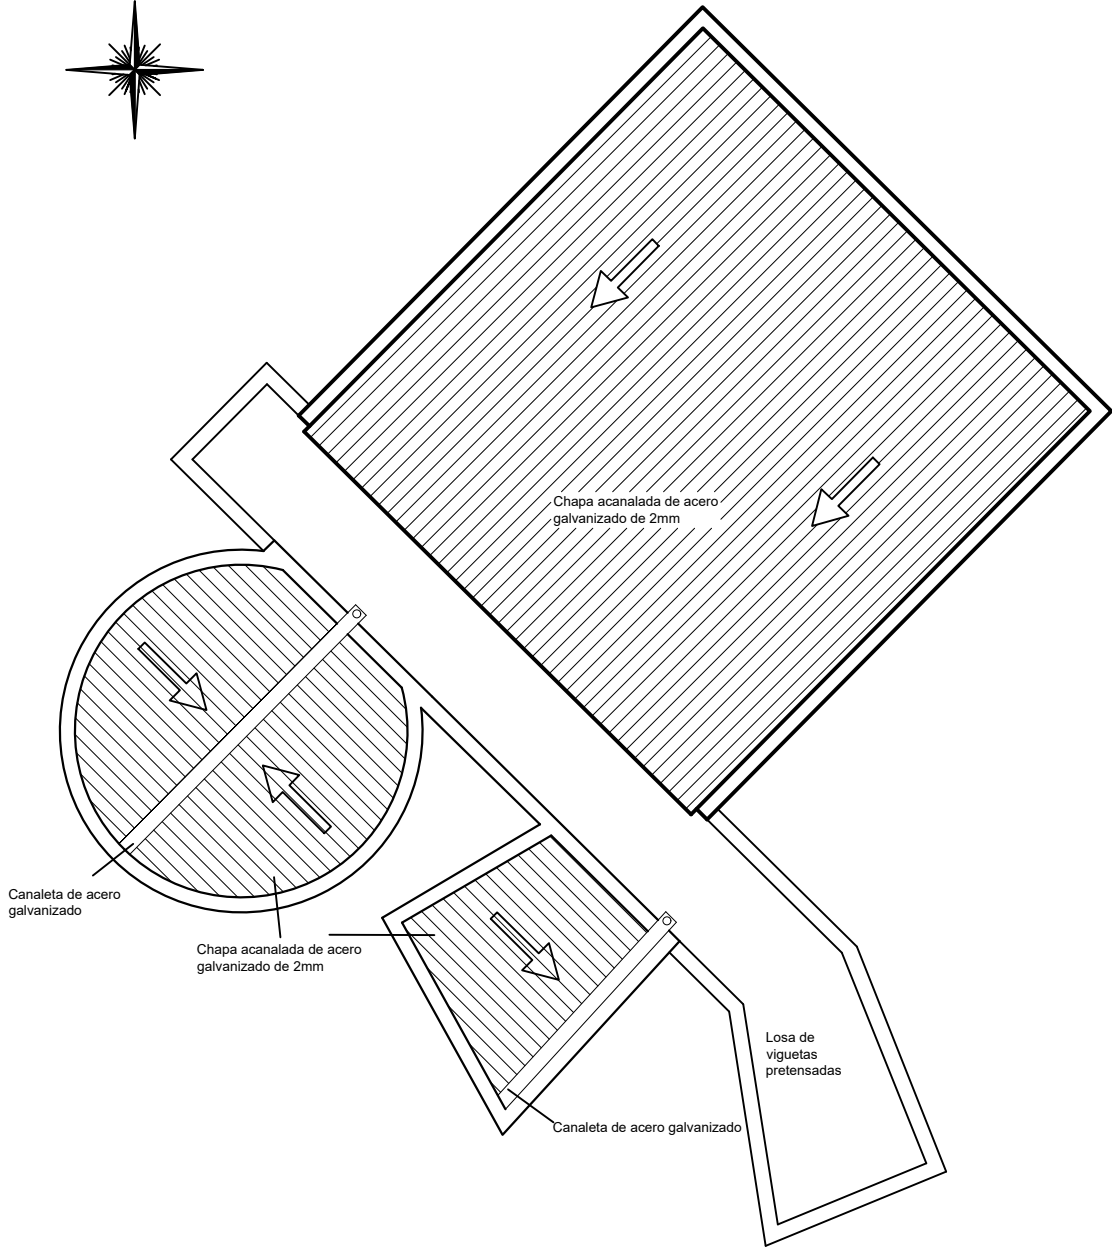 Chapa acanalada de acero
galvanizado de 2mm
Canaleta de acero
galvanizado
Chapa acanalada de acero
galvanizado de 2mm
Losa de
viguetas
pretensadas
Canaleta de acero galvanizado